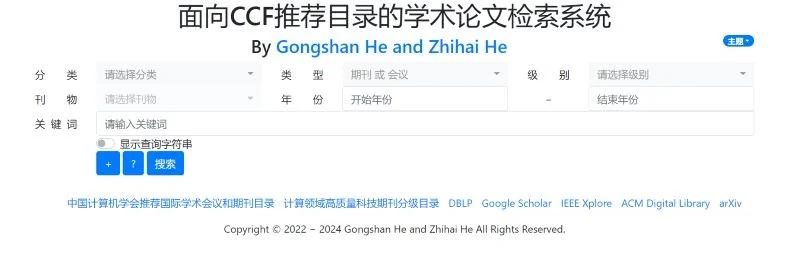 面向CCF推荐目录的学术论文检索系统
By Gongshan He and Zhihai He
主题
分 类 请选择分类 类 型 期刊 或 会议 级 别 请选择级别
刊 物 请选择刊物 年 份 开始年份 – 结束年份
关 键 词 请输入关键词
显示查询字符串
+ ? 搜索
中国计算机学会推荐国际学术会议和期刊目录 计算领域高质量科技期刊分级目录 DBLP Google Scholar IEEE Xplore ACM Digital Library arXiv
Copyright © 2022 – 2024 Gongshan He and Zhihai He All Rights Reserved.